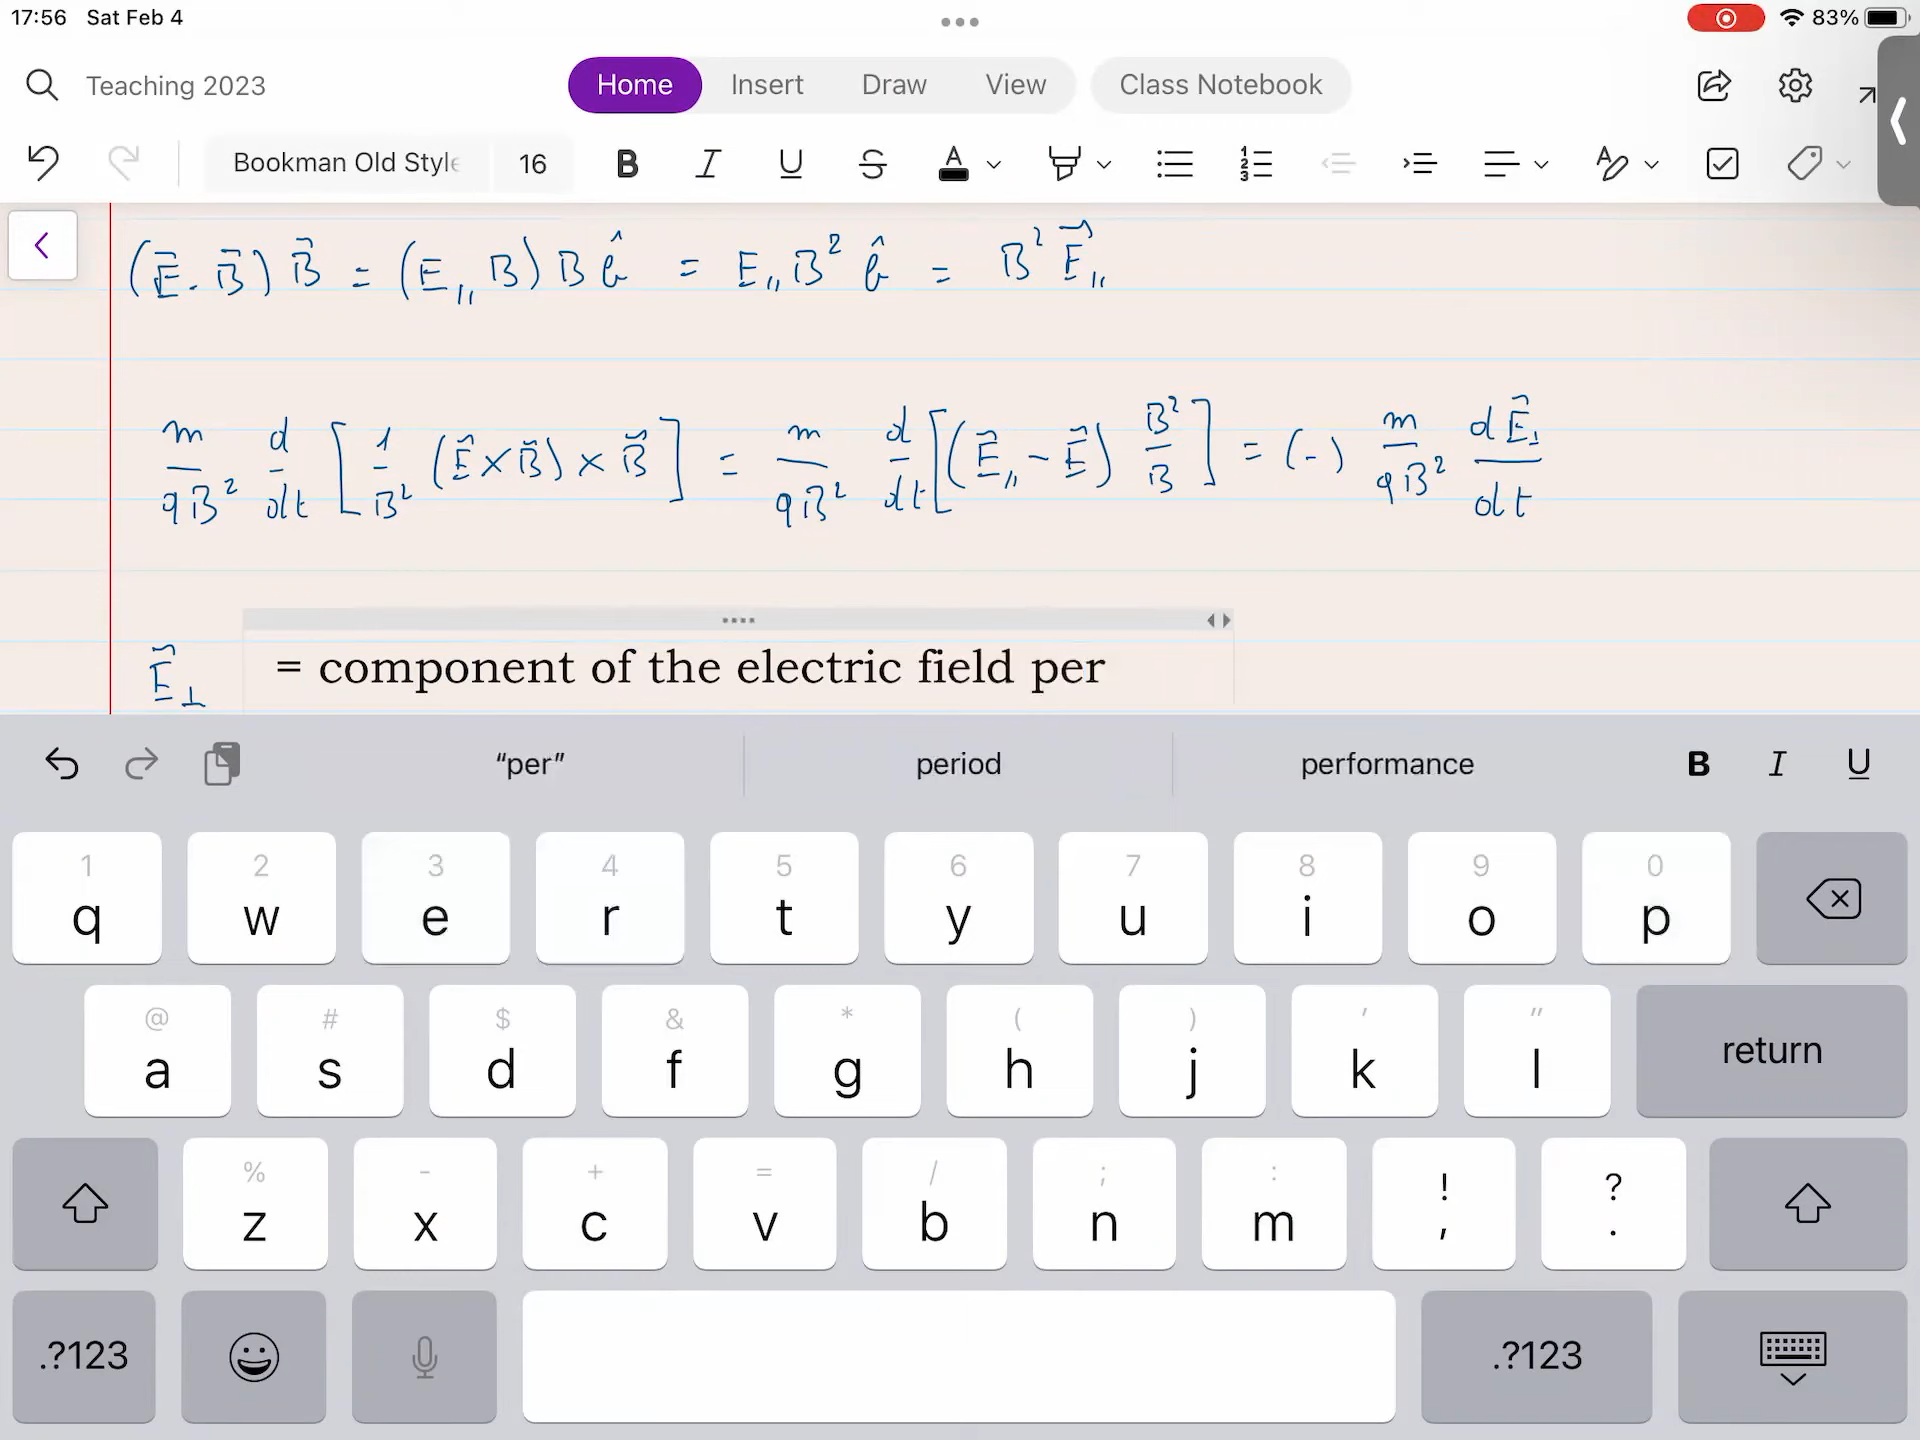 17:56 Sat Feb 4 83%
Teaching 2023 Home Insert Draw View Class Notebook
Bookman Old Style 16 B I U S A
(E⃗ · B⃗) B⃗ = (E∥ B) B b̂ = E∥ B² b̂ = B² E⃗∥
m/qB² d/dt [ 1/B² (E⃗ × B⃗) × B⃗ ] = m/qB² d/dt [ (E⃗∥ - E⃗) B²/B ] = (-) m/qB² dE⃗⊥/dt
E⃗⊥ = component of the electric field per
“per” period performance B I U
1 2 3 4 5 6 7 8 9 0
q w e r t y u i o p
@ # $ & * ( ) ' "
a s d f g h j k l return
% - + = / ; : ! ?
z x c v b n m , .
.?123 .?123